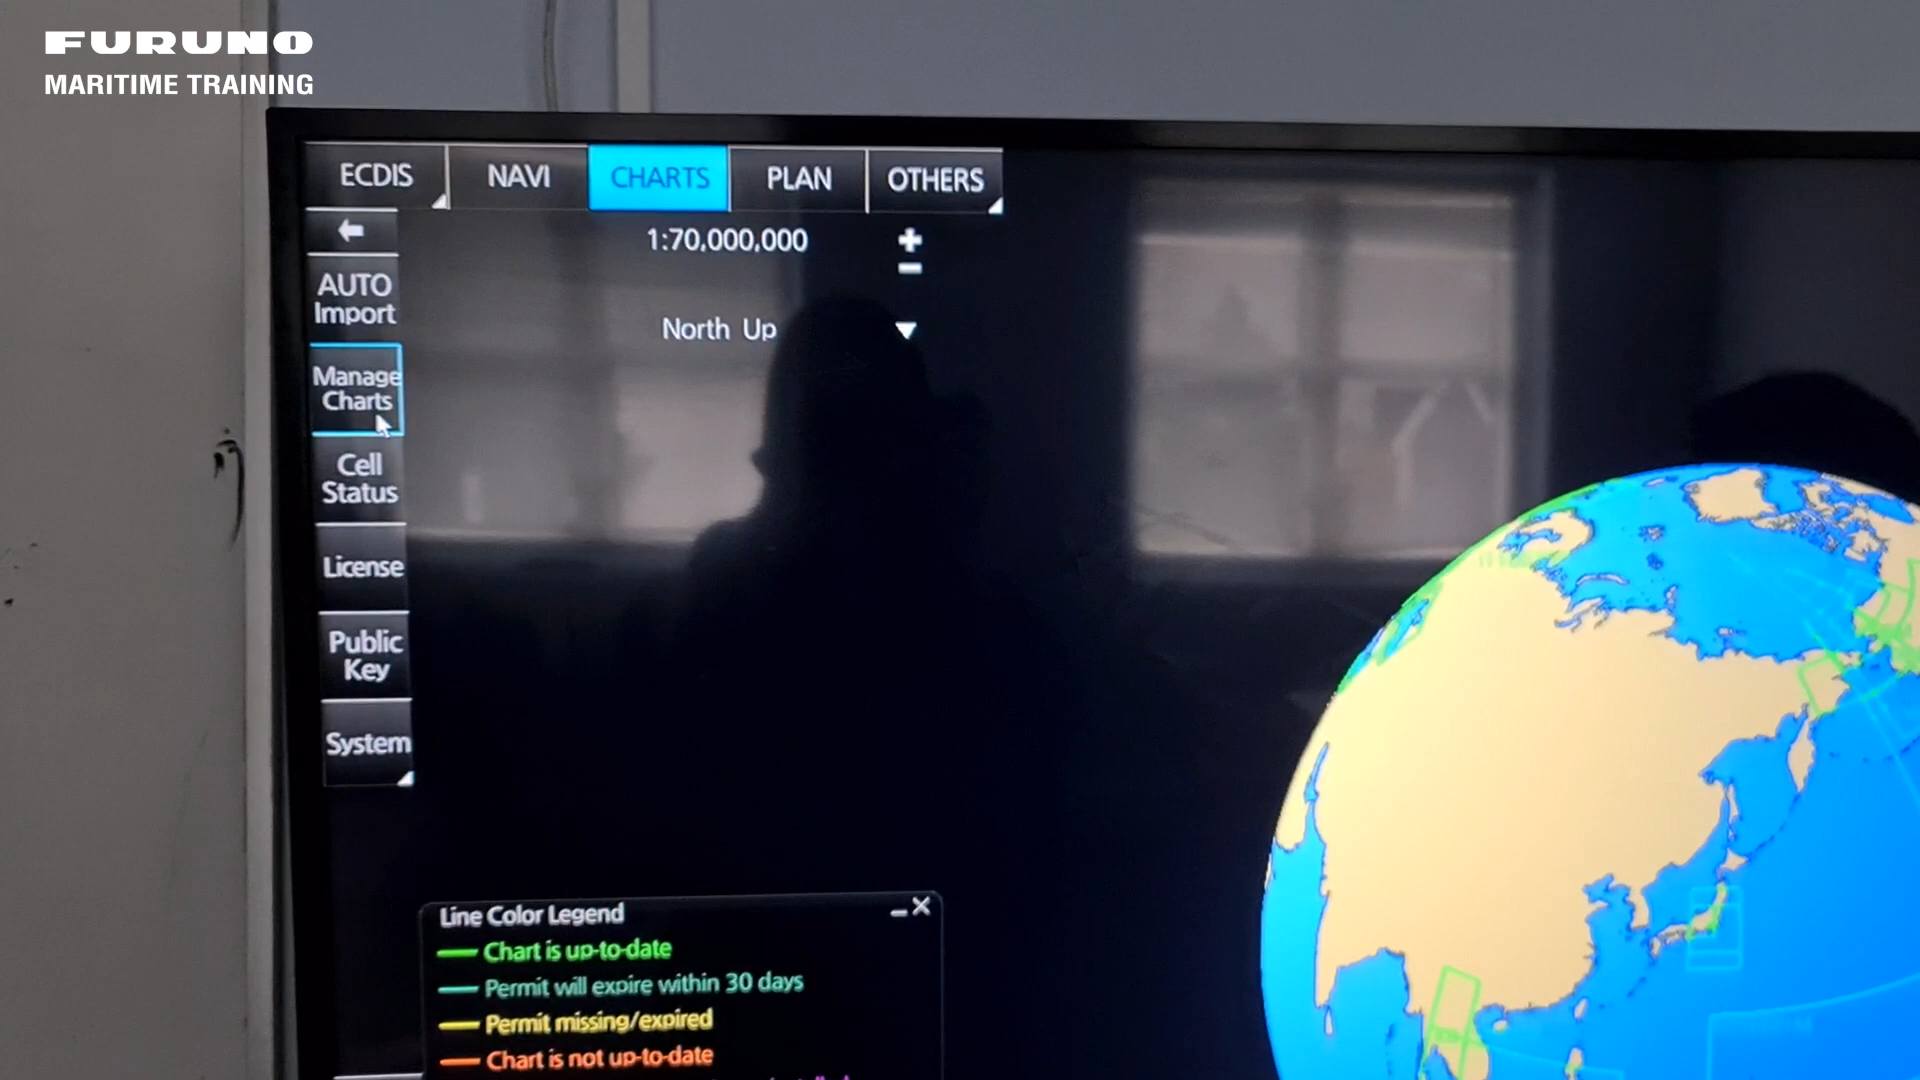 FURUNO
MARITIME TRAINING
ECDIS NAVI CHARTS PLAN OTHERS
1:70,000,000
AUTO
Import
North Up
Manage
Charts
Cell
Status
License
Public
Key
System
Line Color Legend
Chart is up-to-date
Permit will expire within 30 days
Permit missing/expired
Chart is not up-to-date